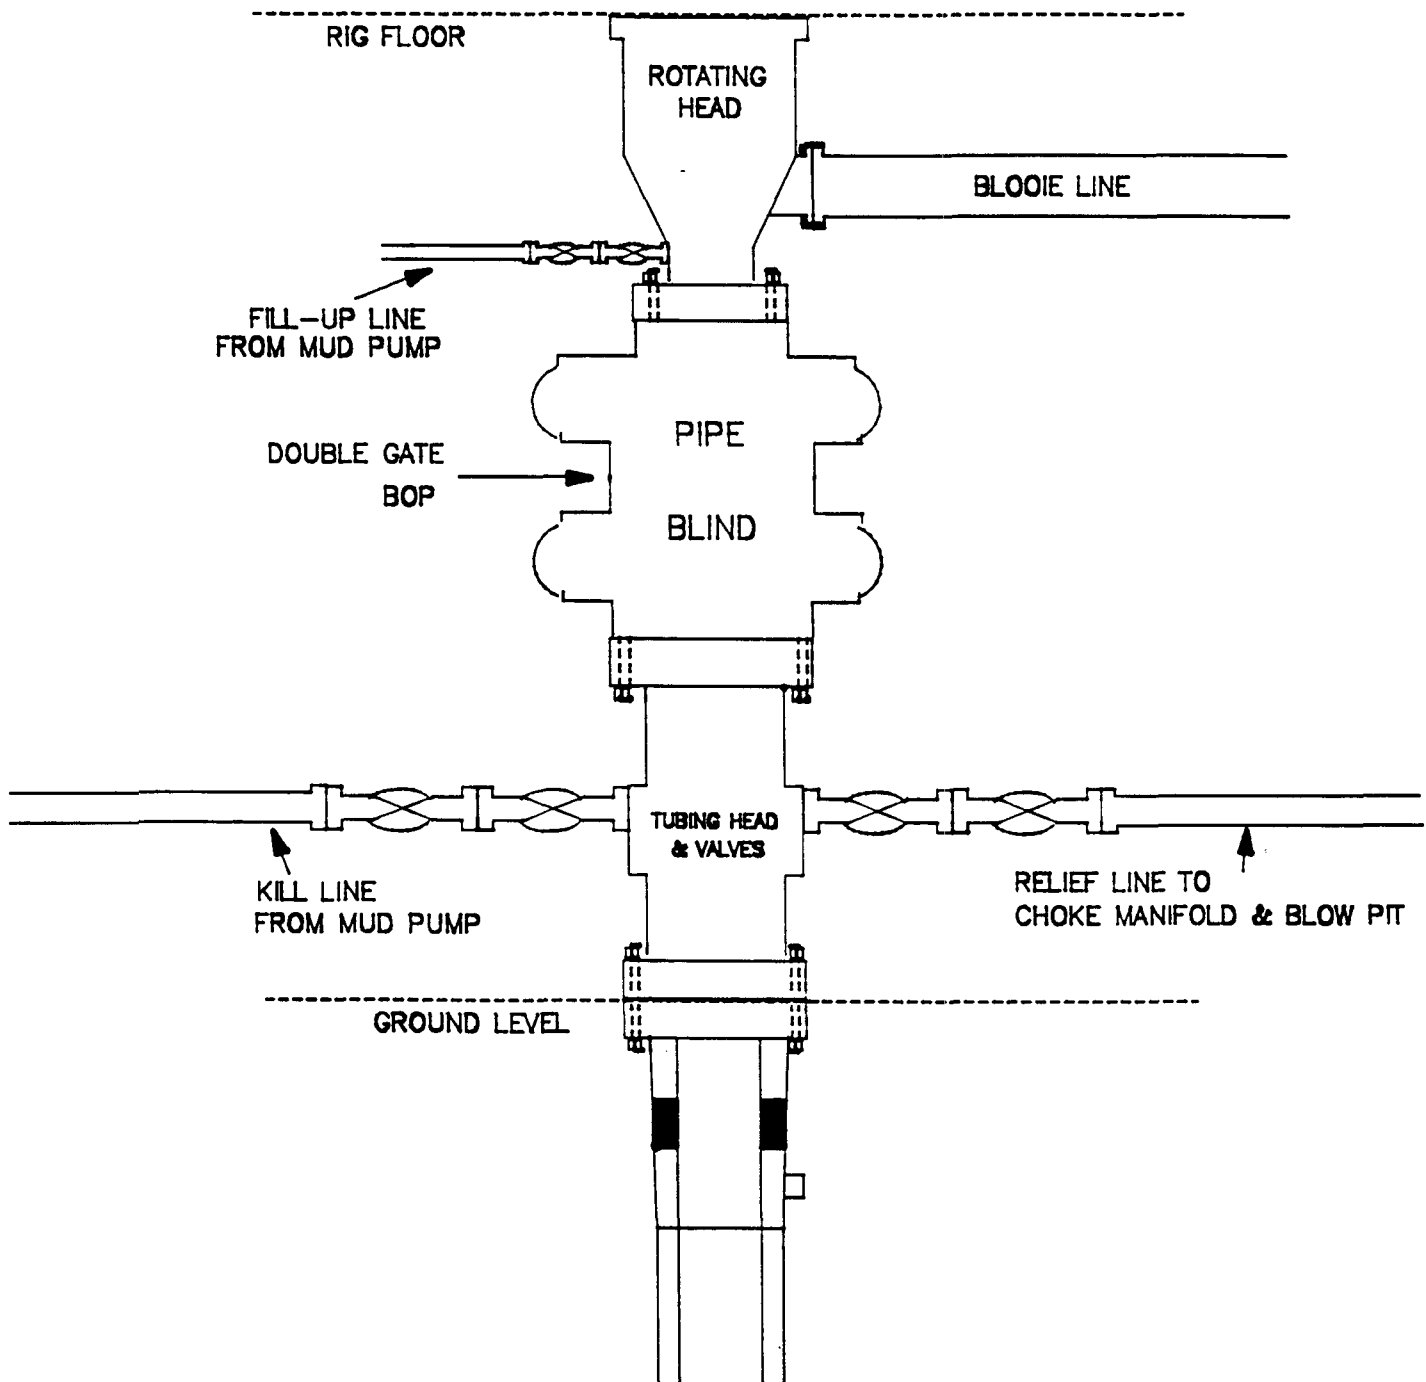 RIG FLOOR
ROTATING
HEAD
BLOOIE LINE
FILL-UP LINE
FROM MUD PUMP
PIPE
DOUBLE GATE
BOP
BLIND
TUBING HEAD
& VALVES
KILL LINE
FROM MUD PUMP
RELIEF LINE TO
CHOKE MANIFOLD & BLOW PIT
GROUND LEVEL